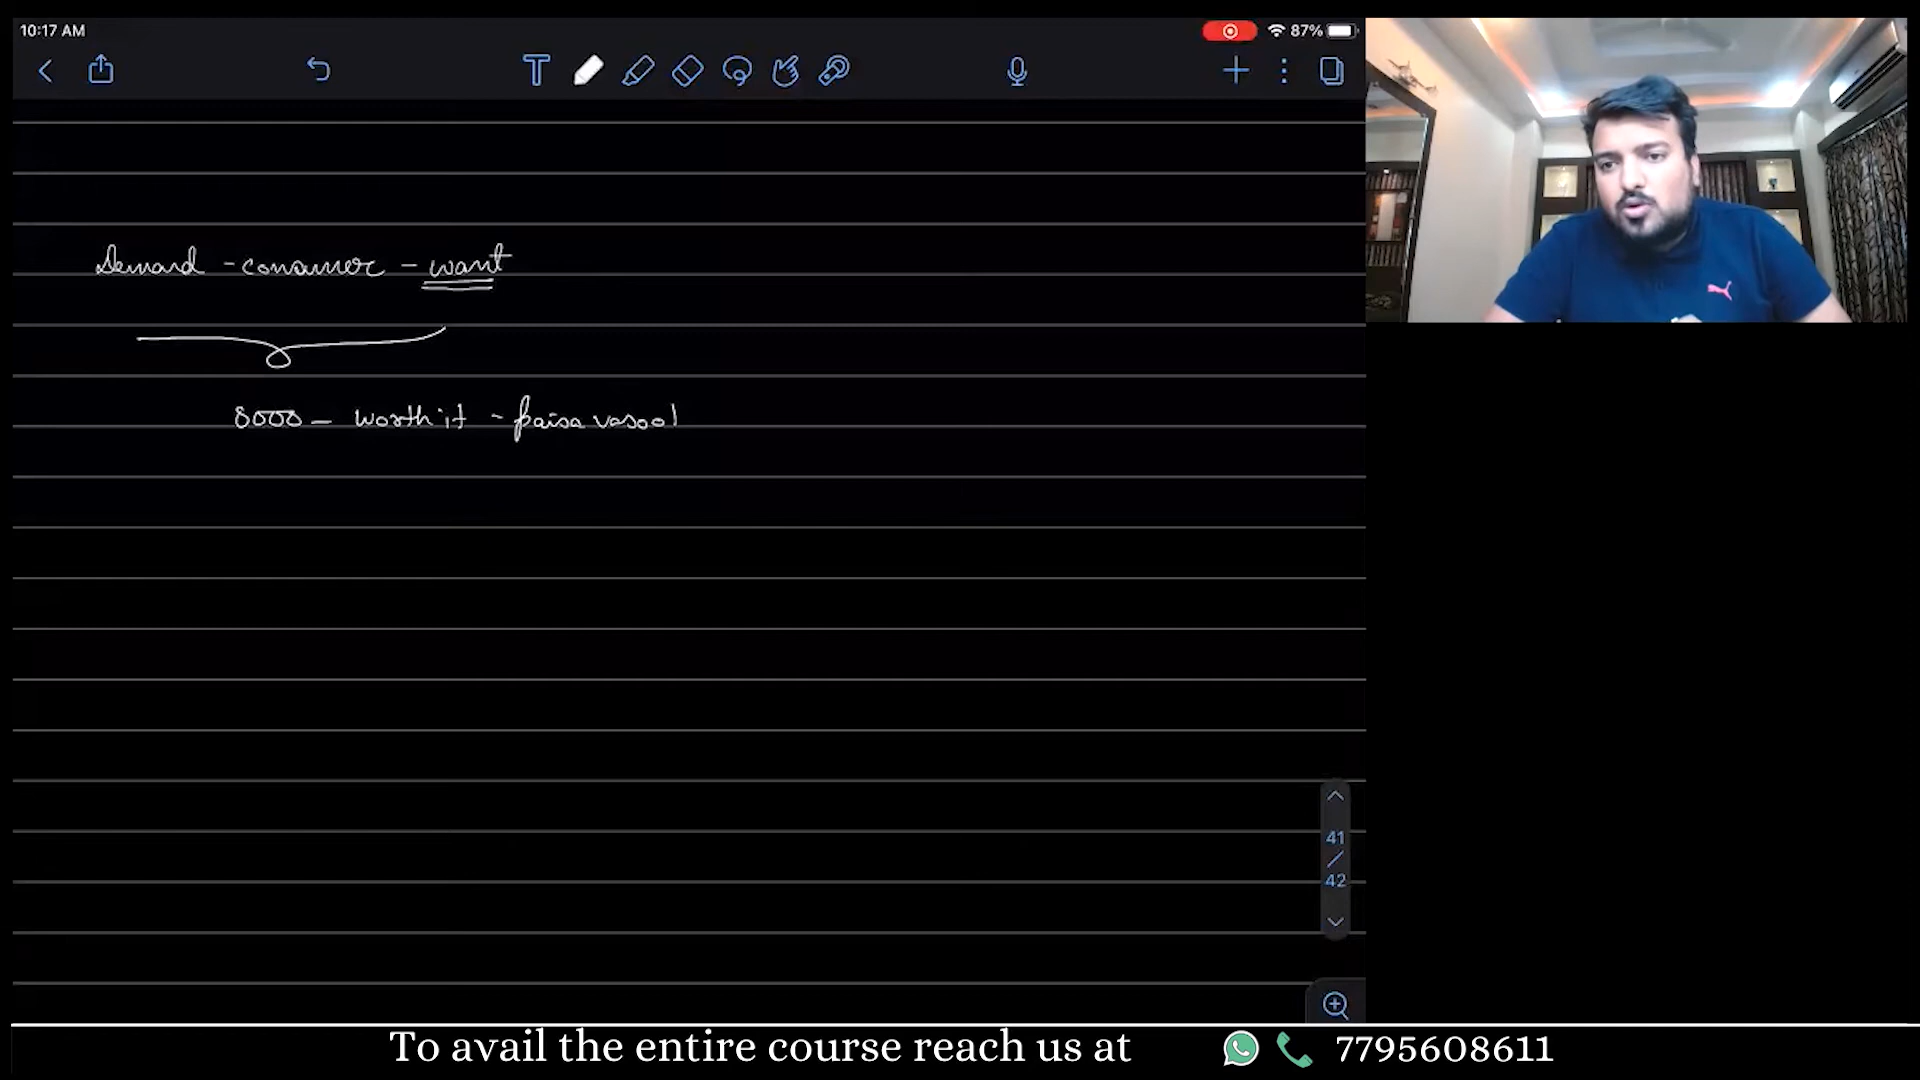 10:17 AM
87%
Demand - consumer - want
8000 - worth it - paisa vasool
41
/
42
To avail the entire course reach us at 7795608611